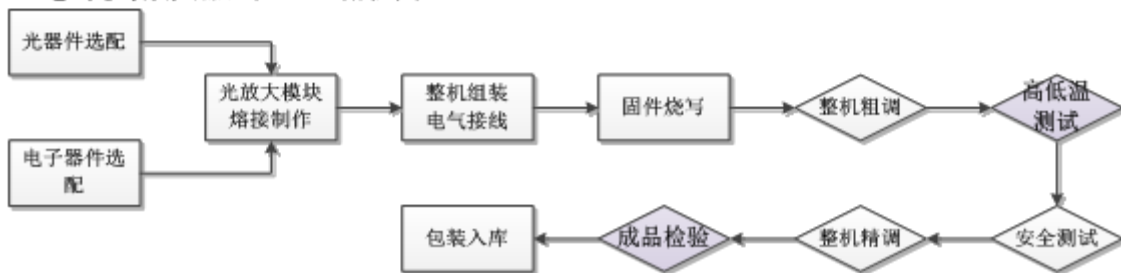 光器件选配
电子器件选
配
光放大模块
熔接制作
整机组装
电气接线
固件烧写
整机粗调
高低温
测试
安全测试
整机精调
成品检验
包装入库